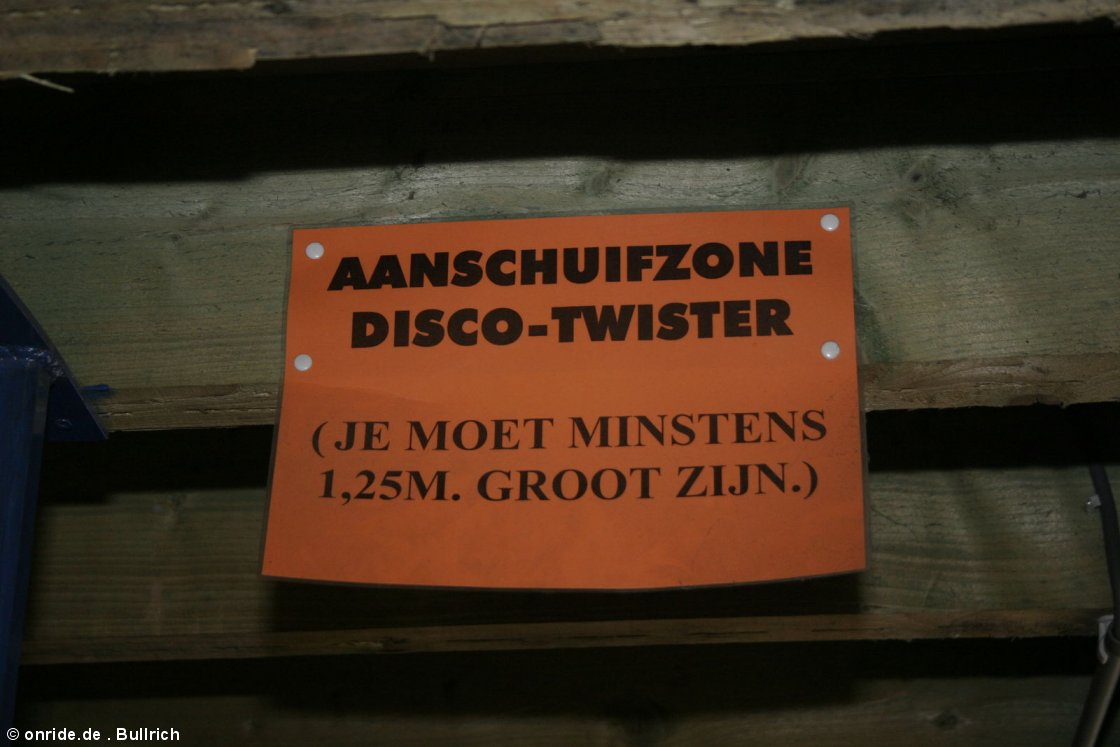 AANSCHUIFZONE
DISCO-TWISTER
(JE MOET MINSTENS
1,25M. GROOT ZIJN.)
© onride.de . Bullrich